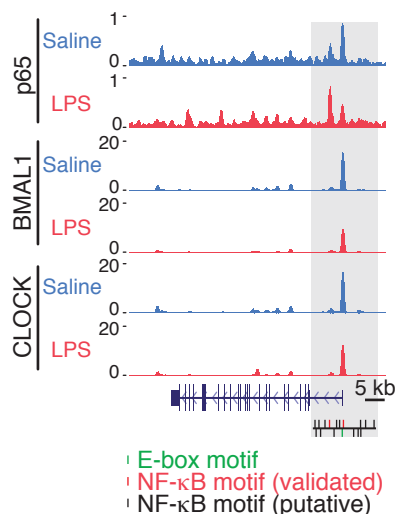 p65
Saline
1
0
LPS
1
0
BMAL1
Saline
20
0
LPS
20
0
CLOCK
Saline
20
0
LPS
20
0
5 kb
E-box motif
NF-κB motif (validated)
NF-κB motif (putative)